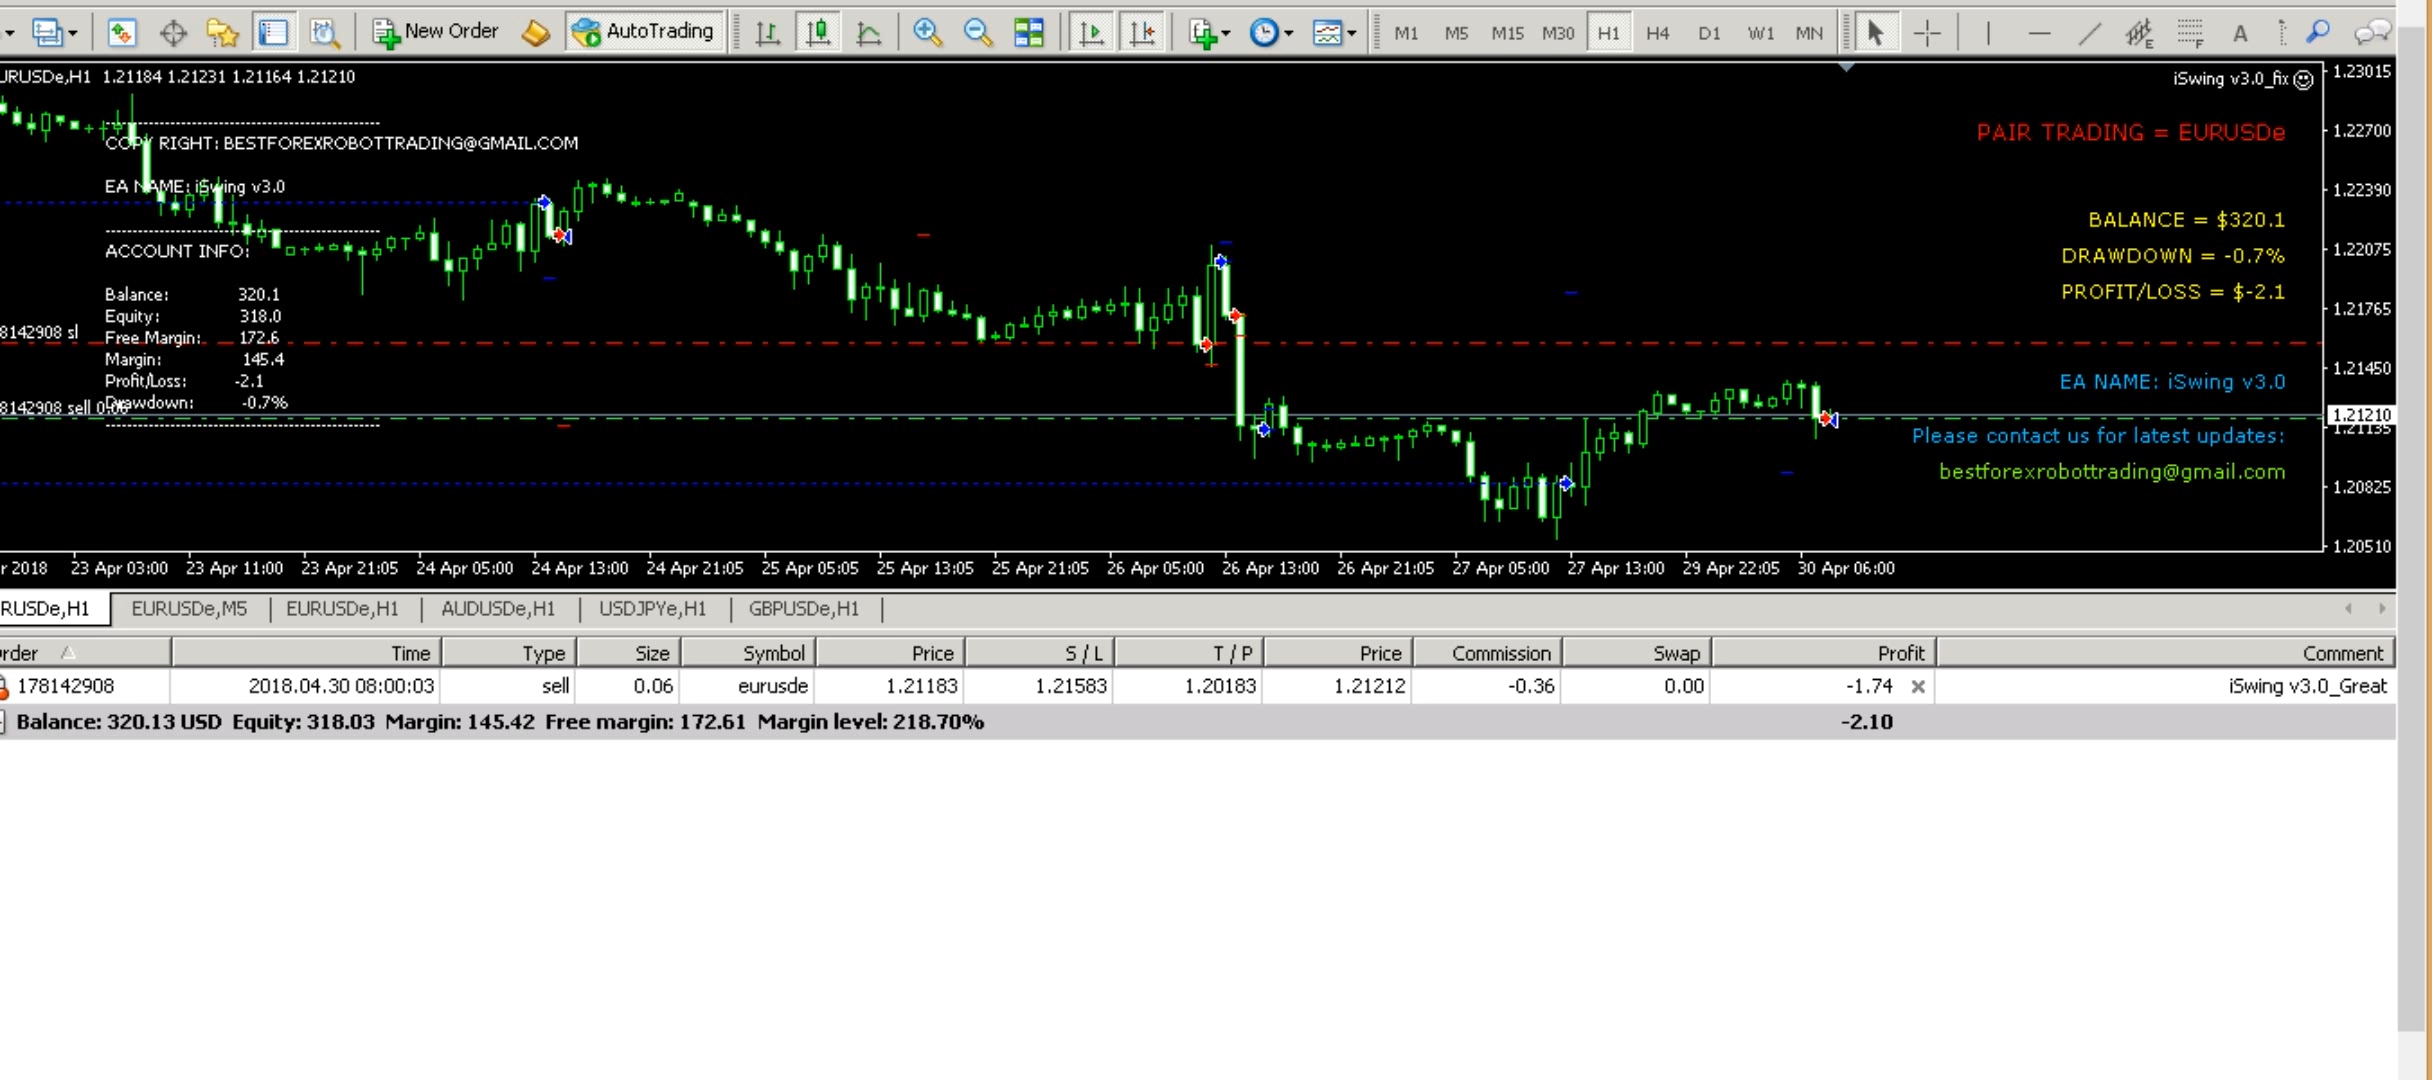 New Order
AutoTrading
M1 M5 M15 M30 H1 H4 D1 W1 MN
E F A
URUSDe,H1 1.21184 1.21231 1.21164 1.21210
iSwing v3.0_fix
COPY RIGHT: BESTFOREXROBOTTRADING@GMAIL.COM
EA NAME: iSwing v3.0
ACCOUNT INFO:
Balance: 320.1
Equity: 318.0
Free Margin: 172.6
Margin: 145.4
Profit/Loss: -2.1
Drawdown: -0.7%
8142908 sl
8142908 sell 0.06
PAIR TRADING = EURUSDe
BALANCE = $320.1
DRAWDOWN = -0.7%
PROFIT/LOSS = $-2.1
EA NAME: iSwing v3.0
Please contact us for latest updates:
bestforexrobottrading@gmail.com
1.23015
1.22700
1.22390
1.22075
1.21765
1.21450
1.21210
1.21135
1.20825
1.20510
r 2018 23 Apr 03:00 23 Apr 11:00 23 Apr 21:05 24 Apr 05:00 24 Apr 13:00 24 Apr 21:05 25 Apr 05:05 25 Apr 13:05 25 Apr 21:05 26 Apr 05:00 26 Apr 13:00 26 Apr 21:05 27 Apr 05:00 27 Apr 13:00 29 Apr 22:05 30 Apr 06:00
RUSDe,H1 EURUSDe,M5 EURUSDe,H1 AUDUSDe,H1 USDJPYe,H1 GBPUSDe,H1
rder Time Type Size Symbol Price S / L T / P Price Commission Swap Profit Comment
178142908 2018.04.30 08:00:03 sell 0.06 eurusde 1.21183 1.21583 1.20183 1.21212 -0.36 0.00 -1.74 iSwing v3.0_Great
Balance: 320.13 USD Equity: 318.03 Margin: 145.42 Free margin: 172.61 Margin level: 218.70% -2.10